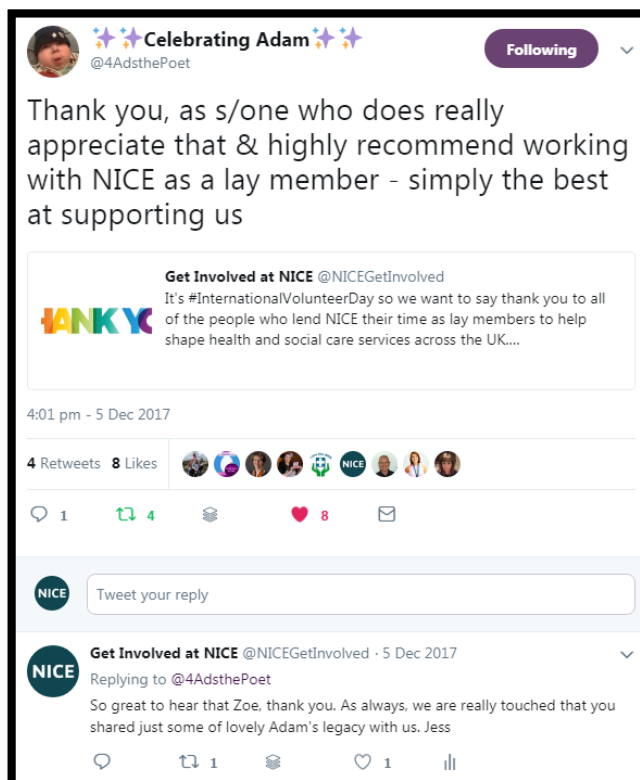 Celebrating Adam
@4AdsthePoet
Following
Thank you, as s/one who does really
appreciate that & highly recommend working
with NICE as a lay member - simply the best
at supporting us
Get Involved at NICE @NICEGetInvolved
It's #InternationalVolunteerDay so we want to say thank you to all
of the people who lend NICE their time as lay members to help
shape health and social care services across the UK....
HANK YO
4:01 pm - 5 Dec 2017
4 Retweets 8 Likes
NICE
1 4 8
NICE
Tweet your reply
NICE
Get Involved at NICE @NICEGetInvolved · 5 Dec 2017
Replying to @4AdsthePoet
So great to hear that Zoe, thank you. As always, we are really touched that you
shared just some of lovely Adam's legacy with us. Jess
1 1